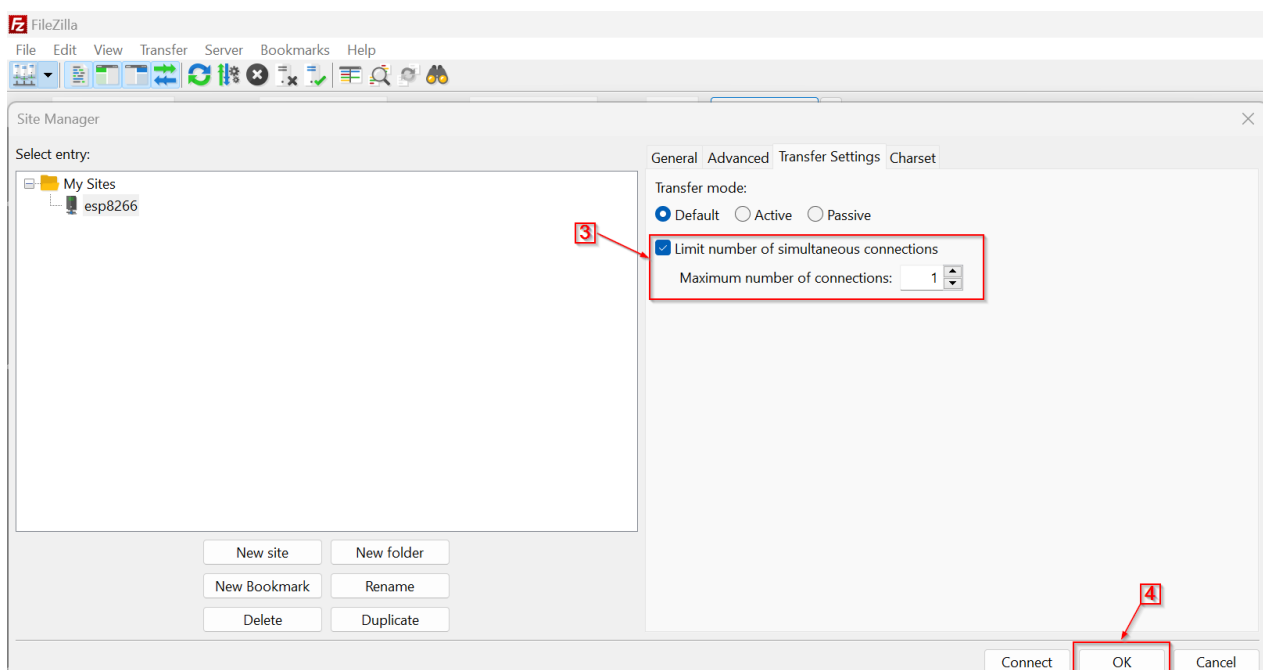 FileZilla
File Edit View Transfer Server Bookmarks Help
Site Manager
Select entry:
My Sites
esp8266
General Advanced Transfer Settings Charset
Transfer mode:
Default Active Passive
3
Limit number of simultaneous connections
Maximum number of connections: 1
New site New folder
New Bookmark Rename
Delete Duplicate
4
Connect OK Cancel